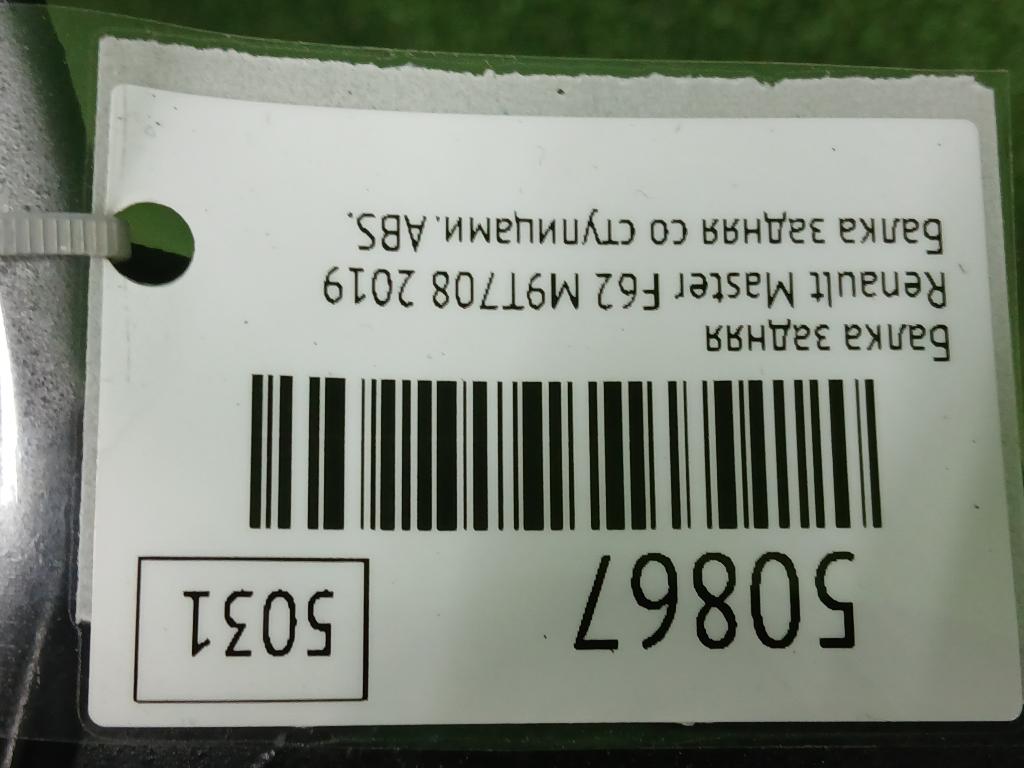 50867
5031
Балка задняя
Renault Master F62 M9T708 2019
Балка задняя со ступицами. ABS.